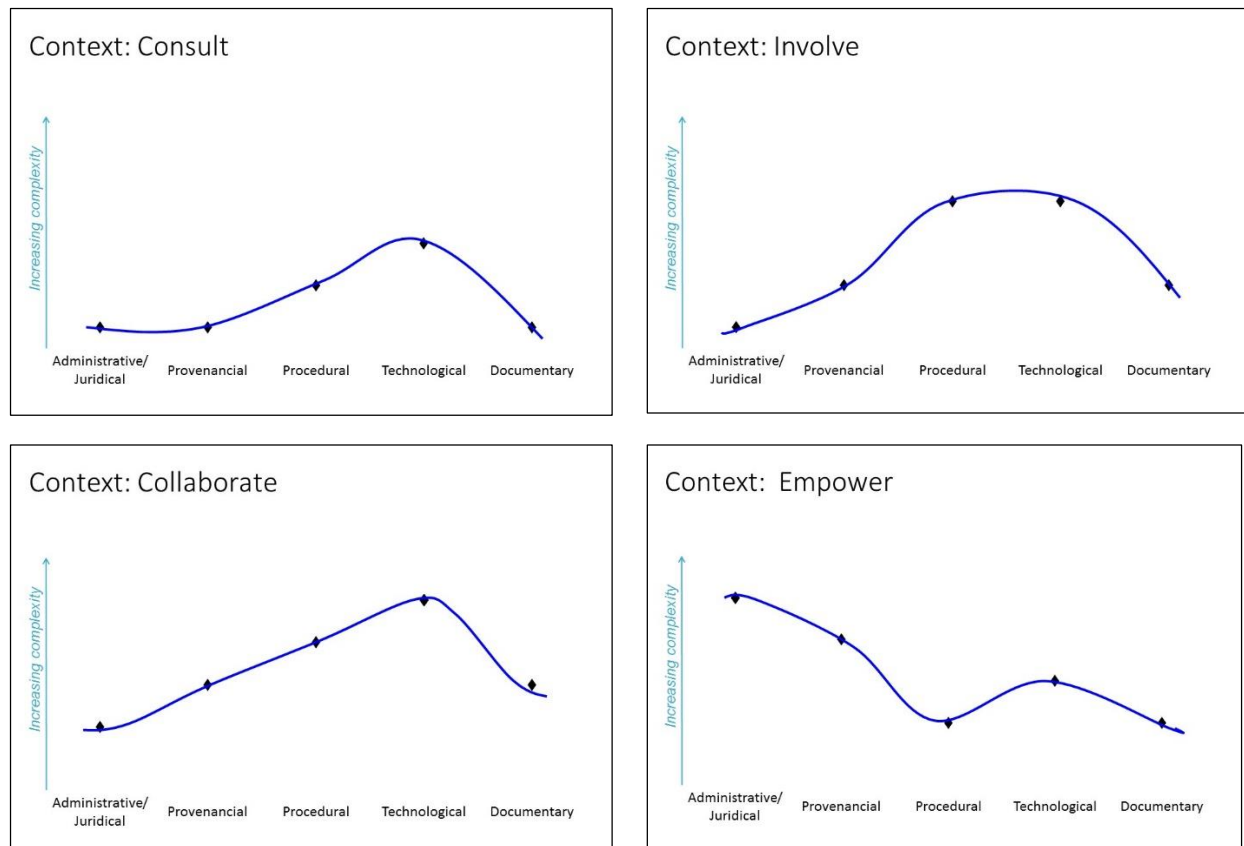 Context: Consult
Increasing complexity
Administrative/
Juridical
Provenancial
Procedural
Technological
Documentary
Context: Involve
Increasing complexity
Administrative/
Juridical
Provenancial
Procedural
Technological
Documentary
Context: Collaborate
Increasing complexity
Administrative/
Juridical
Provenancial
Procedural
Technological
Documentary
Context: Empower
Increasing complexity
Administrative/
Juridical
Provenancial
Procedural
Technological
Documentary